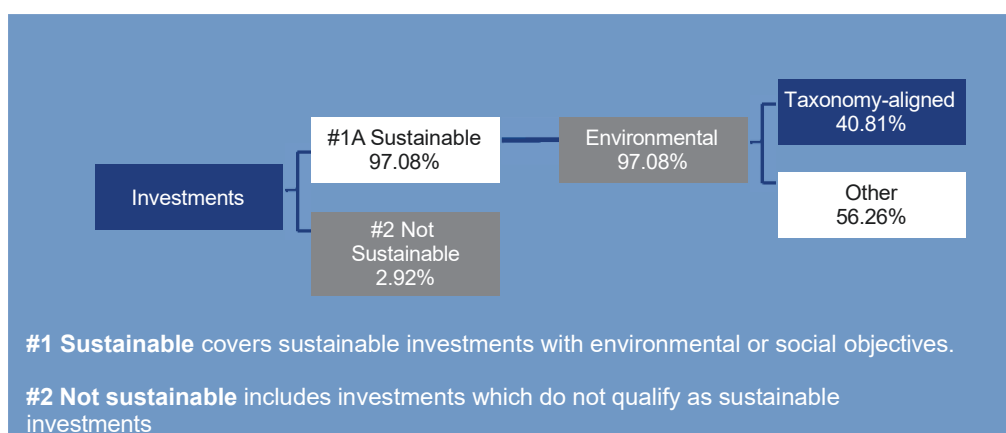 Investments
#1A Sustainable
97.08%
#2 Not
Sustainable
2.92%
Environmental
97.08%
Taxonomy-aligned
40.81%
Other
56.26%
#1 Sustainable covers sustainable investments with environmental or social objectives.
#2 Not sustainable includes investments which do not qualify as sustainable
investments